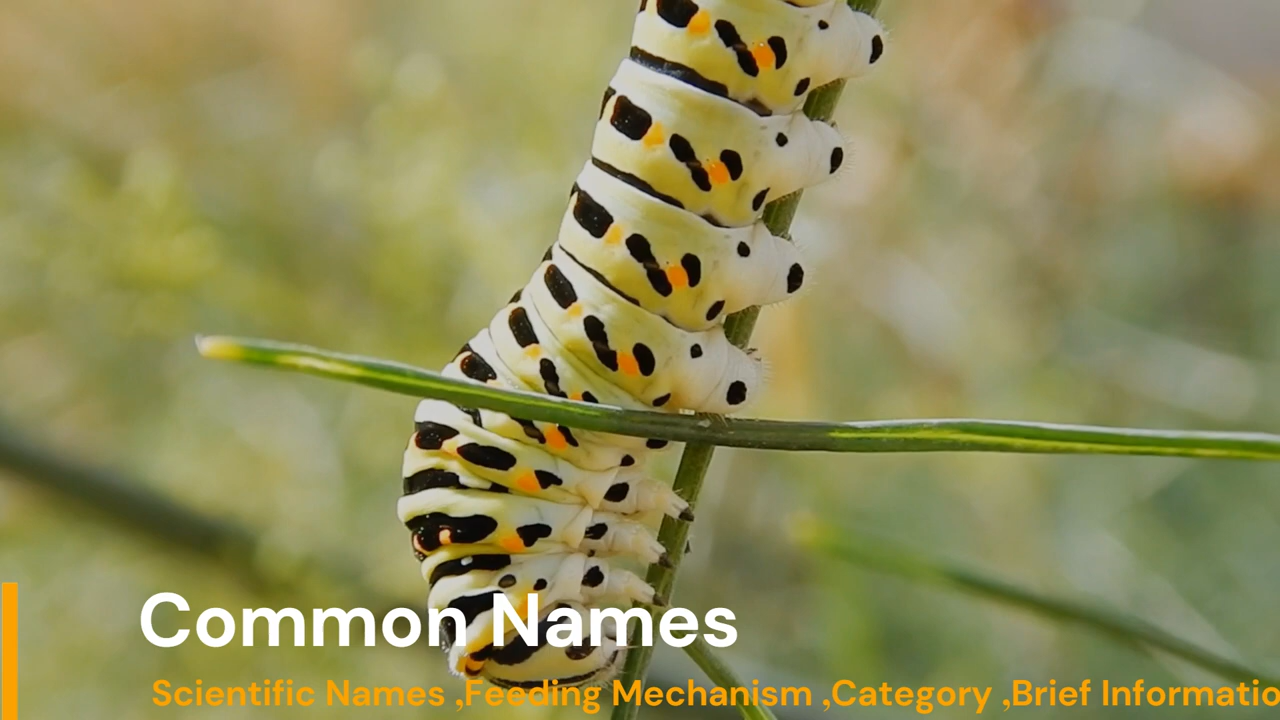 Common Names
Scientific Names ,Feeding Mechanism ,Category ,Brief Informatio